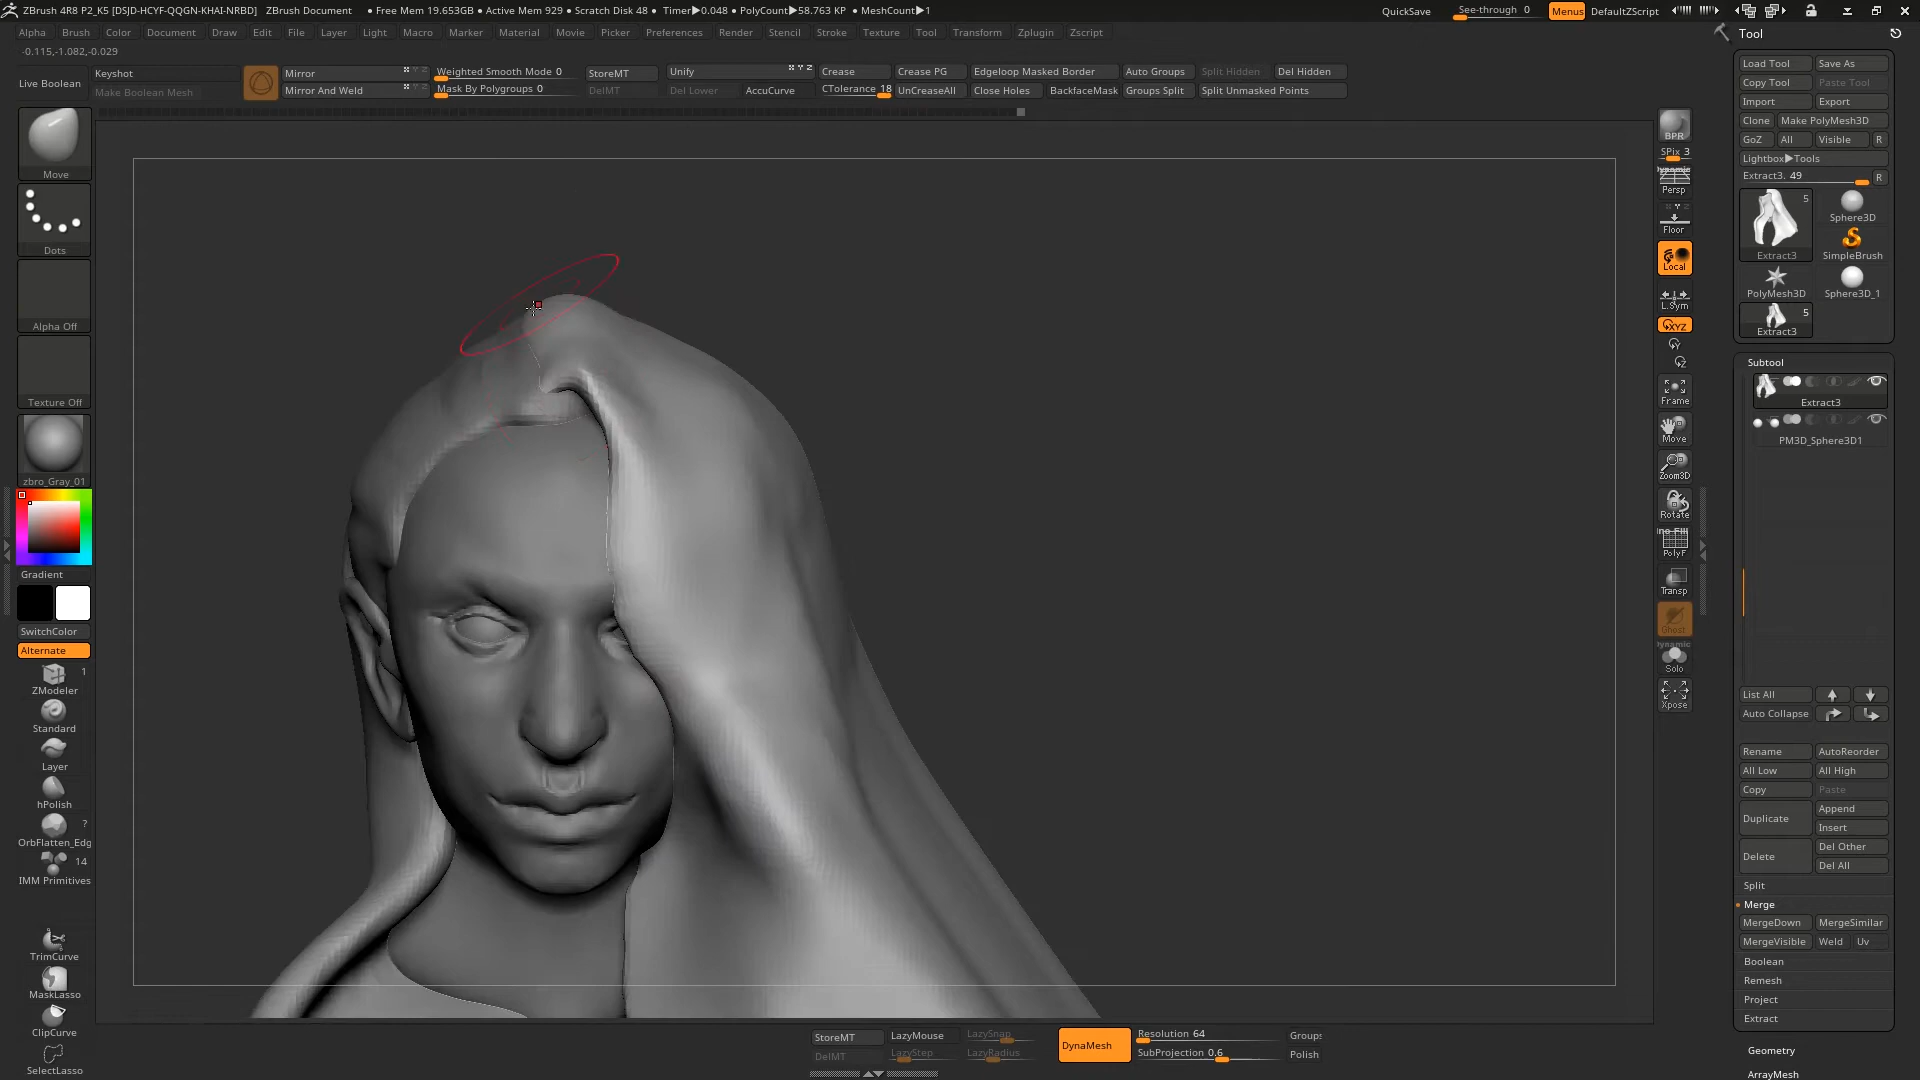 ZBrush 4R8 P2_K5 [DSJD-HCYF-QQGN-KHAI-NRBD] ZBrush Document • Free Mem 19.653GB • Active Mem 929 • Scratch Disk 48 • Timer▶0.048 • PolyCount▶58.763 KP • MeshCount▶1 QuickSave See-through 0 Menus DefaultZScript
Alpha Brush Color Document Draw Edit File Layer Light Macro Marker Material Movie Picker Preferences Render Stencil Stroke Texture Tool Transform Zplugin Zscript
-0.115,-1.082,-0.029
Live Boolean
Keyshot
Make Boolean Mesh
Mirror
Mirror And Weld
Weighted Smooth Mode 0
Mask By Polygroups 0
StoreMT
DelMT
Unify
Del Lower AccuCurve
Crease
CTolerance 18
Crease PG
UnCreaseAll
Edgeloop Masked Border
Close Holes BackfaceMask
Auto Groups
Groups Split
Split Hidden Del Hidden
Split Unmasked Points
Move
Dots
Alpha Off
Texture Off
zbro_Gray_01
Gradient
SwitchColor
Alternate
1
ZModeler
Standard
Layer
hPolish
?
OrbFlatten_Edg
14
IMM Primitives
TrimCurve
MaskLasso
ClipCurve
SelectLasso
StoreMT
DelMT
LazyMouse
LazyStep
LazySnap
LazyRadius
DynaMesh
Resolution 64
SubProjection 0.6
Groups
Polish
BPR
SPix 3
Dynamic
Persp
Floor
Local
L.Sym
XYZ
Frame
Move
Zoom3D
Rotate
PolyF
Transp
Ghost
Dynamic
Solo
Xpose
Tool
Load Tool Save As
Copy Tool Paste Tool
Import Export
Clone Make PolyMesh3D
GoZ All Visible R
Lightbox▶Tools
Extract3. 49 R
5
Extract3
Sphere3D
SimpleBrush
PolyMesh3D
Sphere3D_1
5
Extract3
Subtool
Extract3
PM3D_Sphere3D1
List All
Auto Collapse
Rename AutoReorder
All Low All High
Copy Paste
Duplicate
Append
Insert
Delete
Del Other
Del All
Split
Merge
MergeDown MergeSimilar
MergeVisible Weld Uv
Boolean
Remesh
Project
Extract
Geometry
ArrayMesh